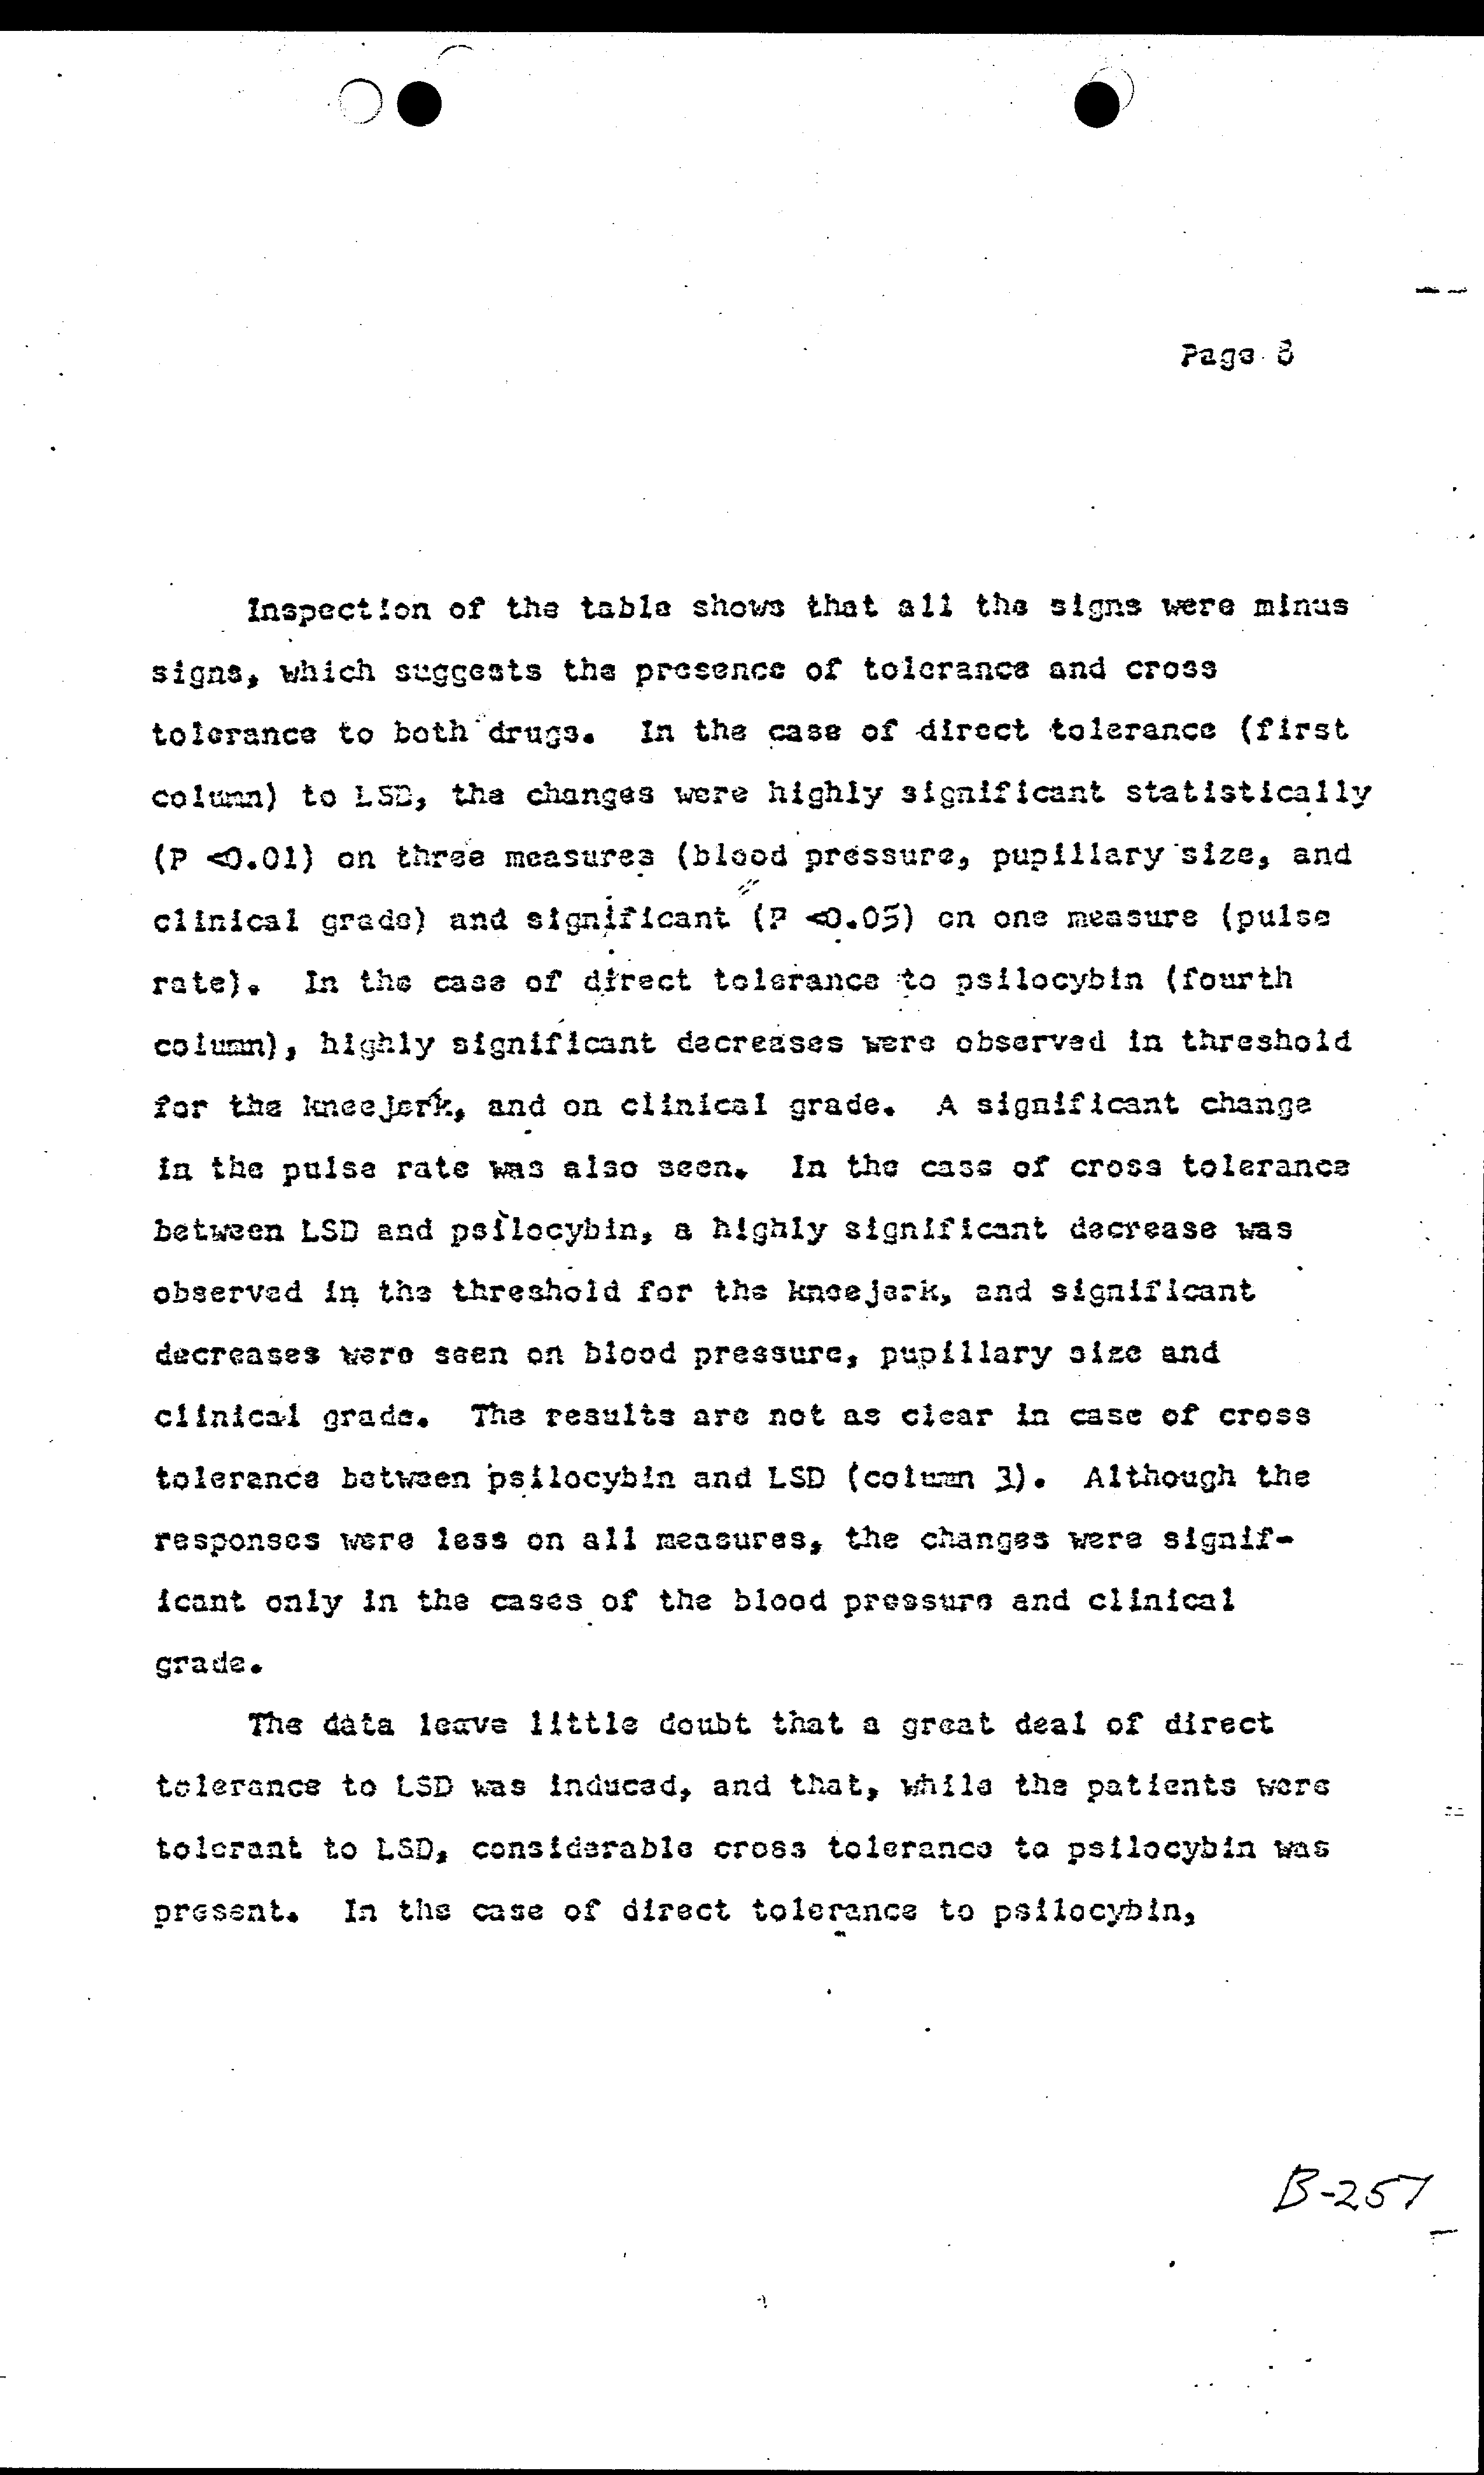 Page 8
Inspection of the table shows that all the signs were minus
signs, which suggests the presence of tolerance and cross
tolerance to both drugs. In the case of direct tolerance (first
column) to LSD, the changes were highly significant statistically
(P <0.01) on three measures (blood pressure, pupillary size, and
clinical grade) and significant (P <0.05) on one measure (pulse
rate). In the case of direct tolerance to psilocybin (fourth
column), highly significant decreases were observed in threshold
for the kneejerk, and on clinical grade. A significant change
in the pulse rate was also seen. In the case of cross tolerance
between LSD and psilocybin, a highly significant decrease was
observed in the threshold for the kneejerk, and significant
decreases were seen on blood pressure, pupillary size and
clinical grade. The results are not as clear in case of cross
tolerance between psilocybin and LSD (column 3). Although the
responses were less on all measures, the changes were signif-
icant only in the cases of the blood pressure and clinical
grade.
The data leave little doubt that a great deal of direct
tolerance to LSD was induced, and that, while the patients were
tolerant to LSD, considerable cross tolerance to psilocybin was
present. In the case of direct tolerance to psilocybin,
B-257